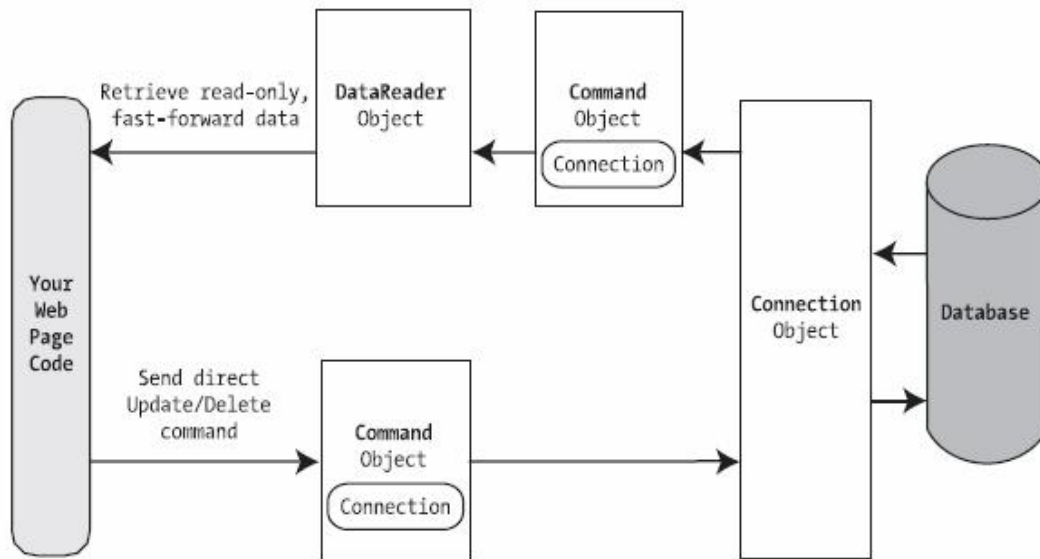 Retrieve read-only,
fast-forward data
DataReader
Object
Command
Object
Connection
Your
Web
Page
Code
Connection
Object
Database
Send direct
Update/Delete
command
Command
Object
Connection